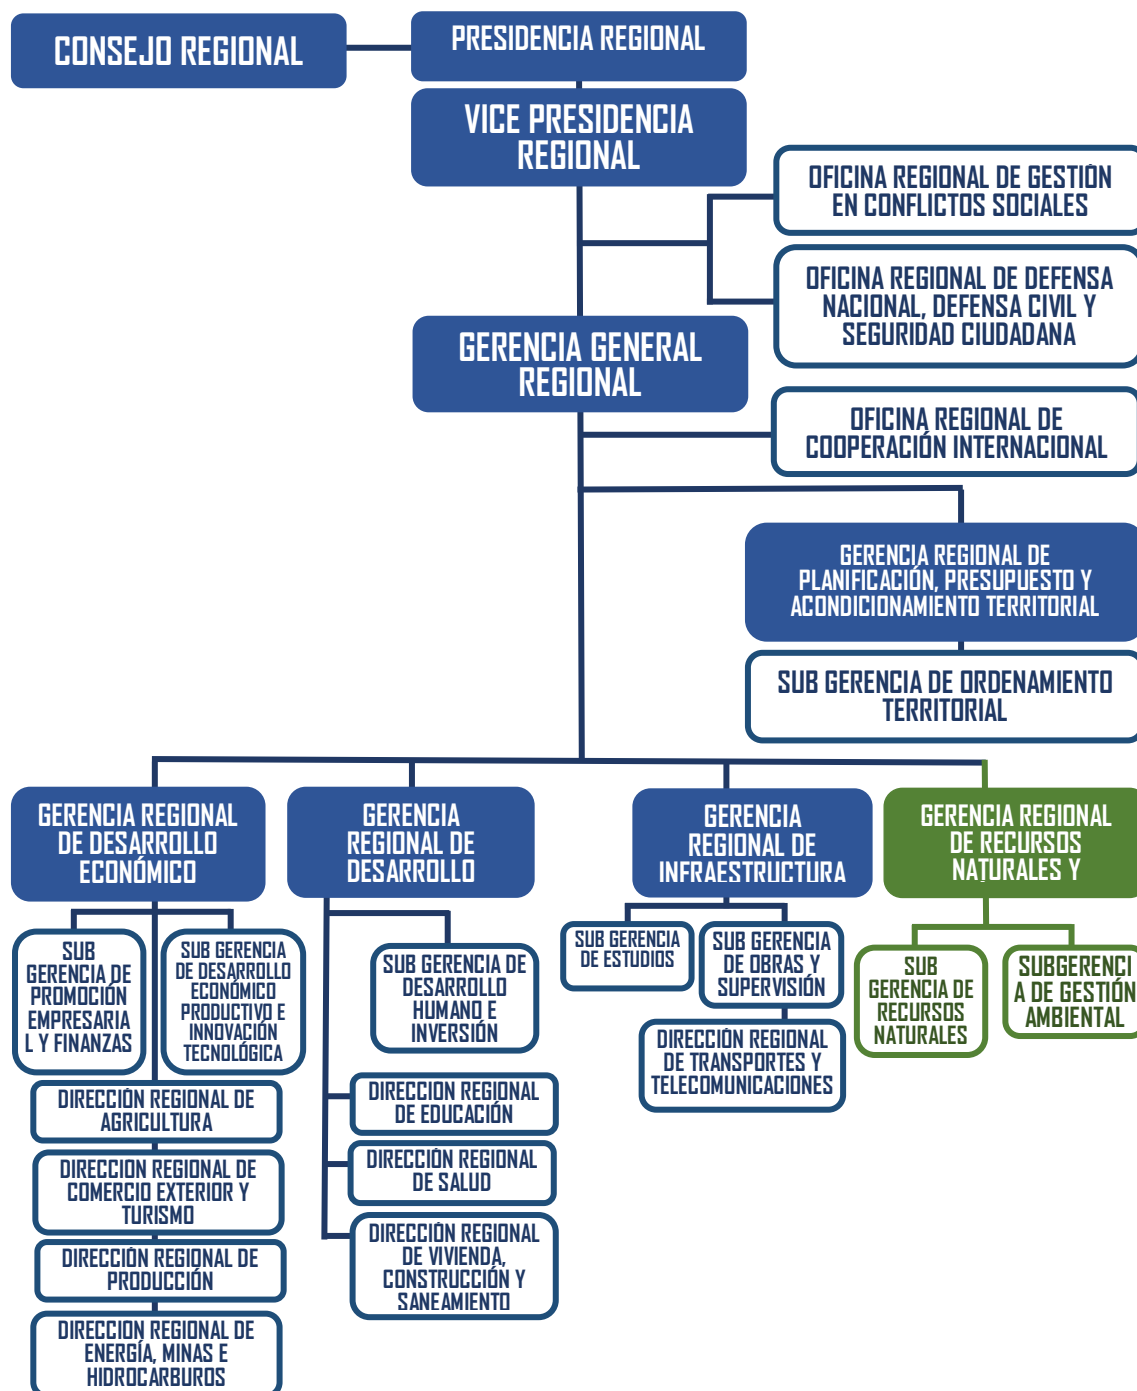 CONSEJO REGIONAL
PRESIDENCIA REGIONAL
VICE PRESIDENCIA
REGIONAL
OFICINA REGIONAL DE GESTIÓN
EN CONFLICTOS SOCIALES
OFICINA REGIONAL DE DEFENSA
NACIONAL, DEFENSA CIVIL Y
SEGURIDAD CIUDADANA
GERENCIA GENERAL
REGIONAL
OFICINA REGIONAL DE
COOPERACIÓN INTERNACIONAL
GERENCIA REGIONAL DE
PLANIFICACIÓN, PRESUPUESTO Y
ACONDICIONAMIENTO TERRITORIAL
SUB GERENCIA DE ORDENAMIENTO
TERRITORIAL
GERENCIA REGIONAL
DE DESARROLLO
ECONÓMICO
GERENCIA
REGIONAL DE
DESARROLLO
GERENCIA
REGIONAL DE
INFRAESTRUCTURA
GERENCIA REGIONAL
DE RECURSOS
NATURALES Y
SUB
GERENCIA DE
PROMOCIÓN
EMPRESARIA
L Y FINANZAS
SUB GERENCIA
DE DESARROLLO
ECONÓMICO
PRODUCTIVO E
INNOVACIÓN
TECNOLÓGICA
SUB GERENCIA DE
DESARROLLO
HUMANO E
INVERSIÓN
SUB GERENCIA
DE ESTUDIOS
SUB GERENCIA
DE OBRAS Y
SUPERVISIÓN
SUB
GERENCIA DE
RECURSOS
NATURALES
SUBGERENCI
A DE GESTIÓN
AMBIENTAL
DIRECCIÓN REGIONAL
DE TRANSPORTES Y
TELECOMUNICACIONES
DIRECCIÓN REGIONAL DE
AGRICULTURA
DIRECCIÓN REGIONAL DE
COMERCIO EXTERIOR Y
TURISMO
DIRECCIÓN REGIONAL DE
PRODUCCIÓN
DIRECCION REGIONAL DE
ENERGÍA, MINAS E
HIDROCARBUROS
DIRECCION REGIONAL
DE EDUCACIÓN
DIRECCIÓN REGIONAL
DE SALUD
DIRECCIÓN REGIONAL
DE VIVIENDA,
CONSTRUCCIÓN Y
SANEAMIENTO